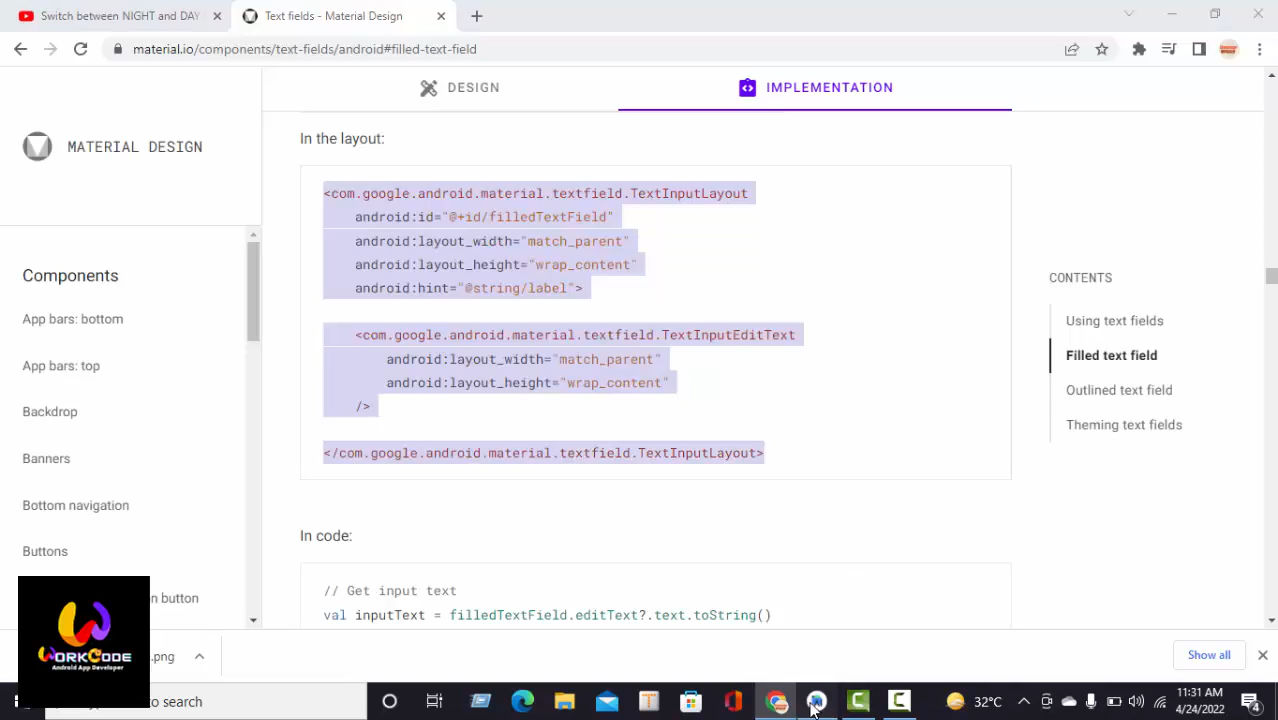 Switch between NIGHT and DAY
Text fields - Material Design
material.io/components/text-fields/android#filled-text-field
DESIGN
IMPLEMENTATION
MATERIAL DESIGN
Components
App bars: bottom
App bars: top
Backdrop
Banners
Bottom navigation
Buttons
n button
In the layout:
<com.google.android.material.textfield.TextInputLayout
android:id="@+id/filledTextField"
android:layout_width="match_parent"
android:layout_height="wrap_content"
android:hint="@string/label">
<com.google.android.material.textfield.TextInputEditText
android:layout_width="match_parent"
android:layout_height="wrap_content"
/>
</com.google.android.material.textfield.TextInputLayout>
In code:
// Get input text
val inputText = filledTextField.editText?.text.toString()
CONTENTS
Using text fields
Filled text field
Outlined text field
Theming text fields
WORKCODE
Android App Developer
.png
Show all
to search
32°C
11:31 AM
4/24/2022
4